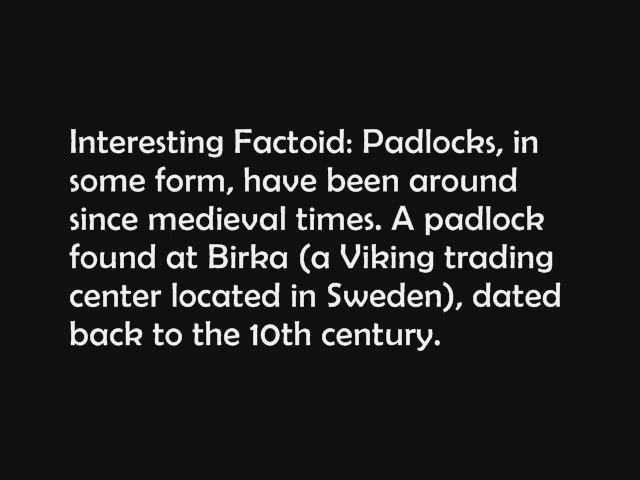 Interesting Factoid: Padlocks, in
some form, have been around
since medieval times. A padlock
found at Birka (a Viking trading
center located in Sweden), dated
back to the 10th century.